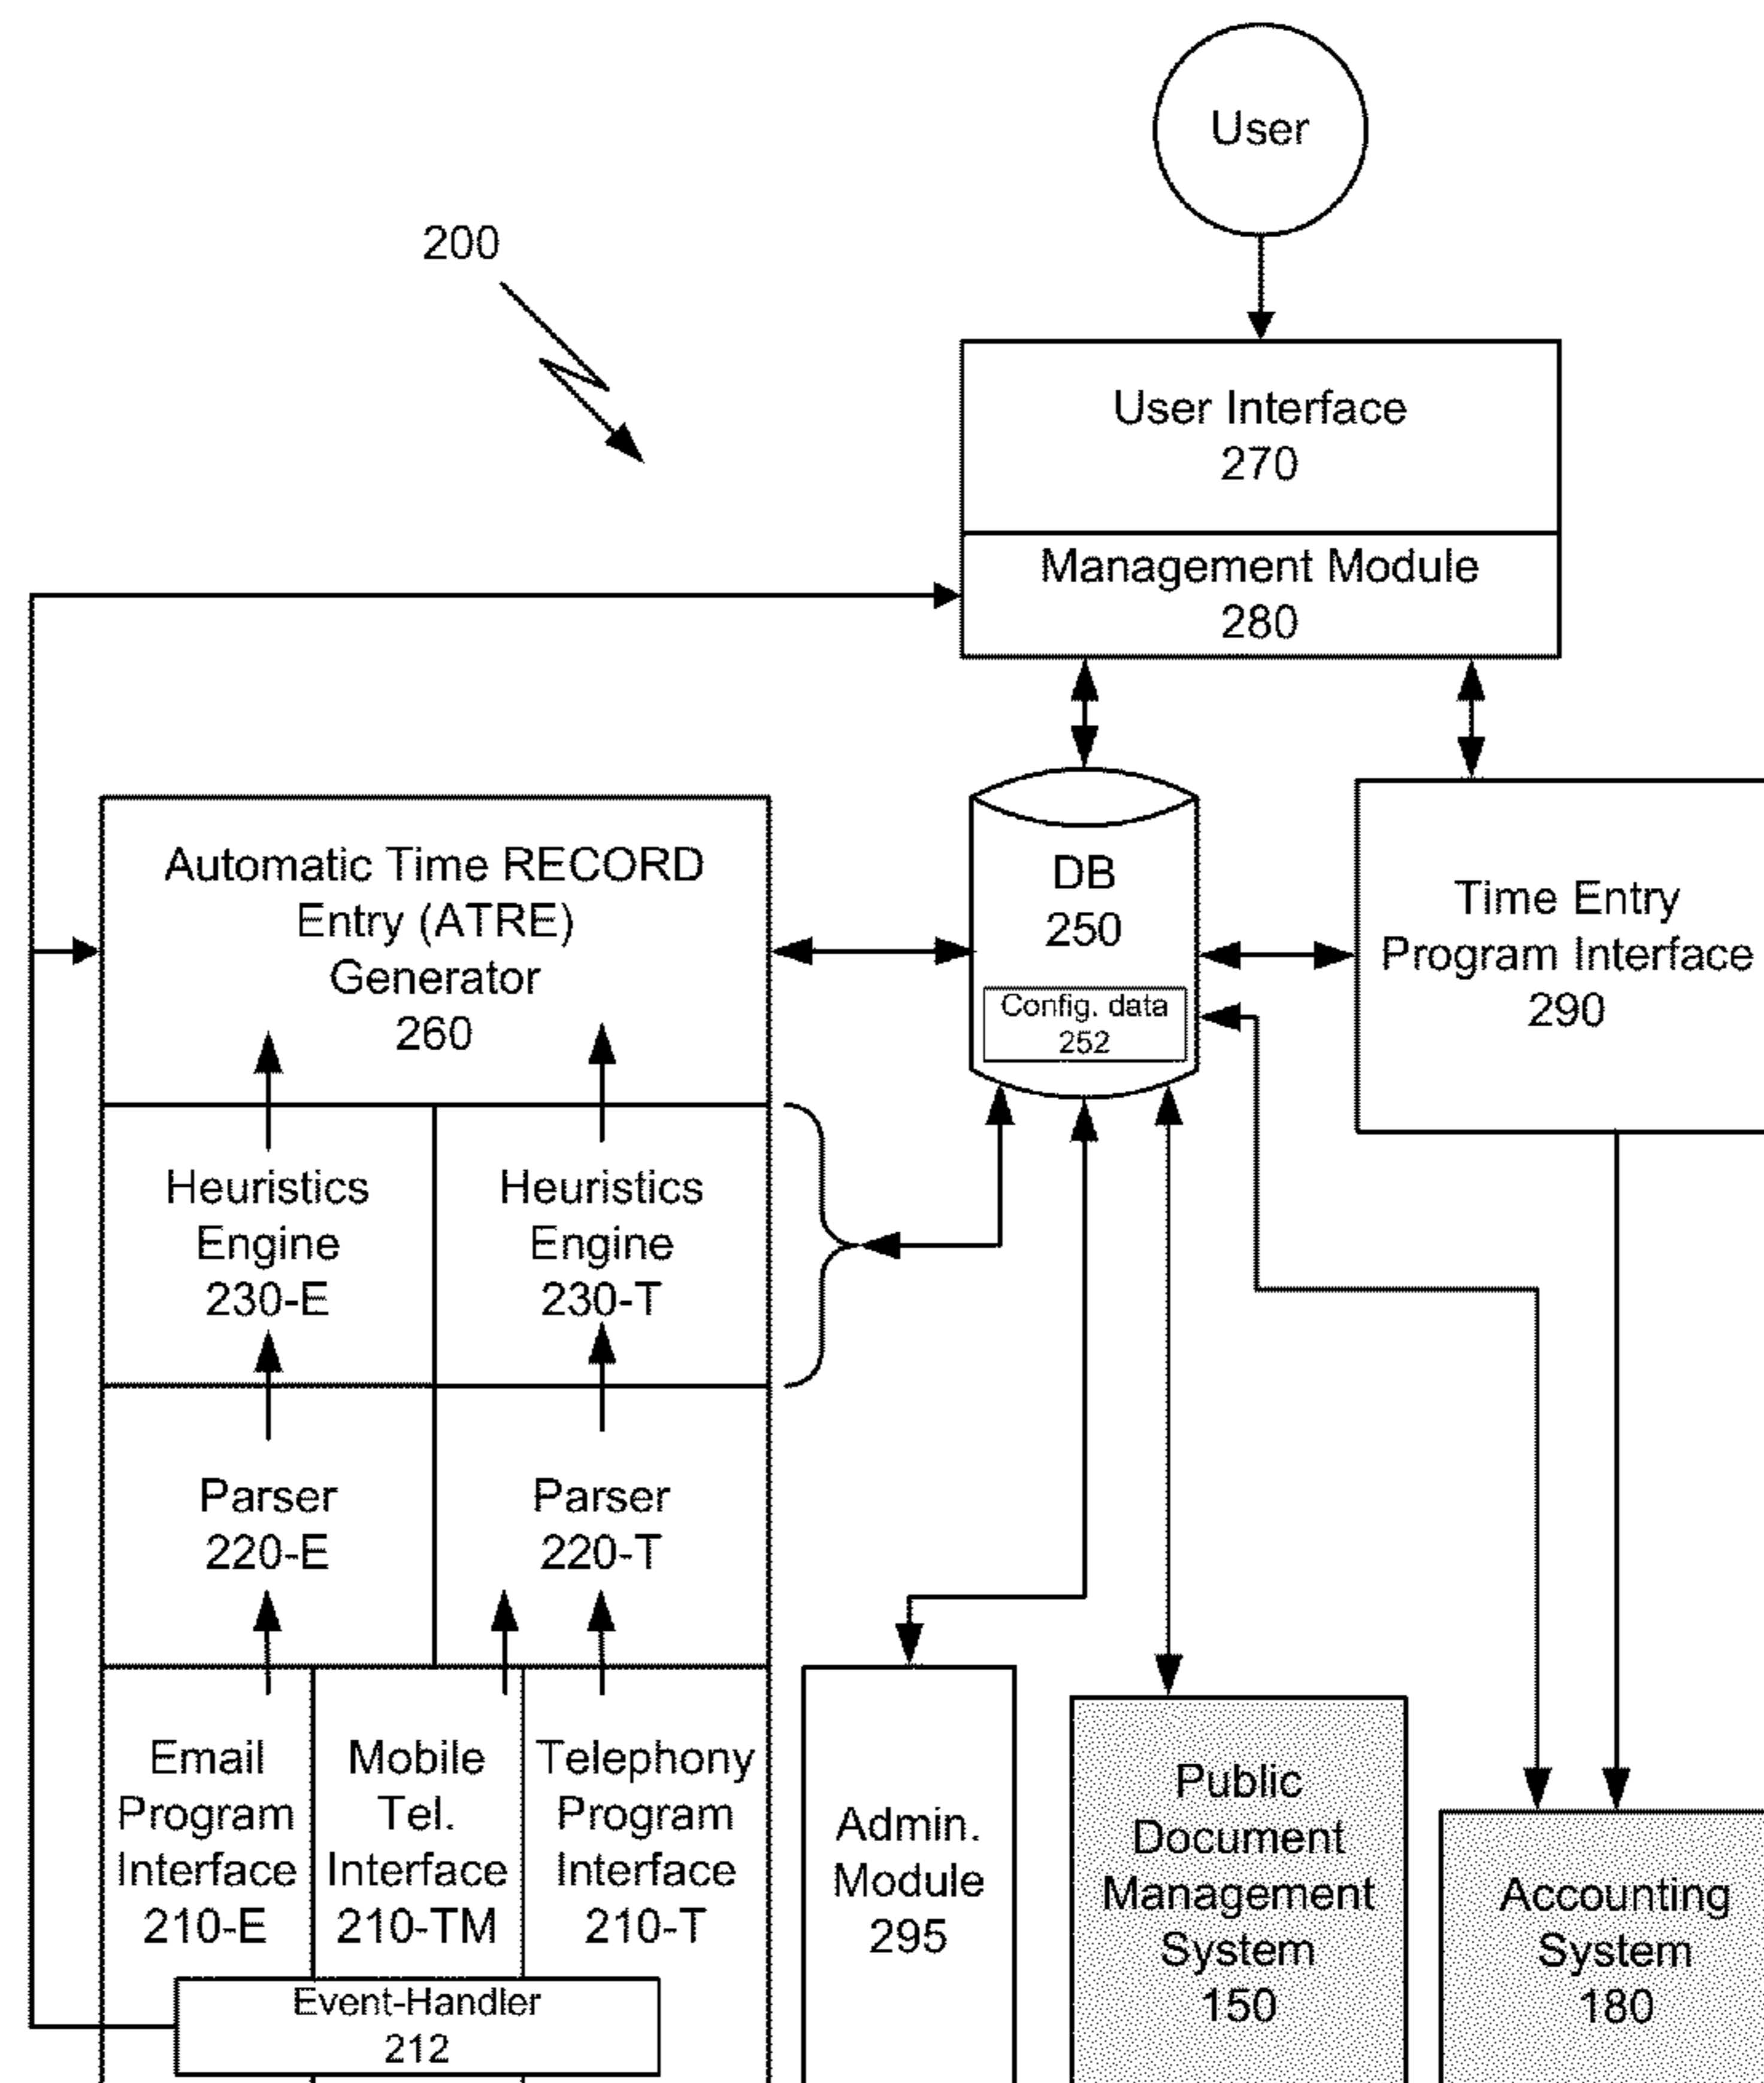 User
200
User Interface
270
Management Module
280
Automatic Time RECORD
Entry (ATRE)
Generator
260
DB
250
Config. data
252
Time Entry
Program Interface
290
Heuristics
Engine
230-E
Heuristics
Engine
230-T
Parser
220-E
Parser
220-T
Email
Program
Interface
210-E
Mobile
Tel.
Interface
210-TM
Telephony
Program
Interface
210-T
Event-Handler
212
Admin.
Module
295
Public
Document
Management
System
150
Accounting
System
180